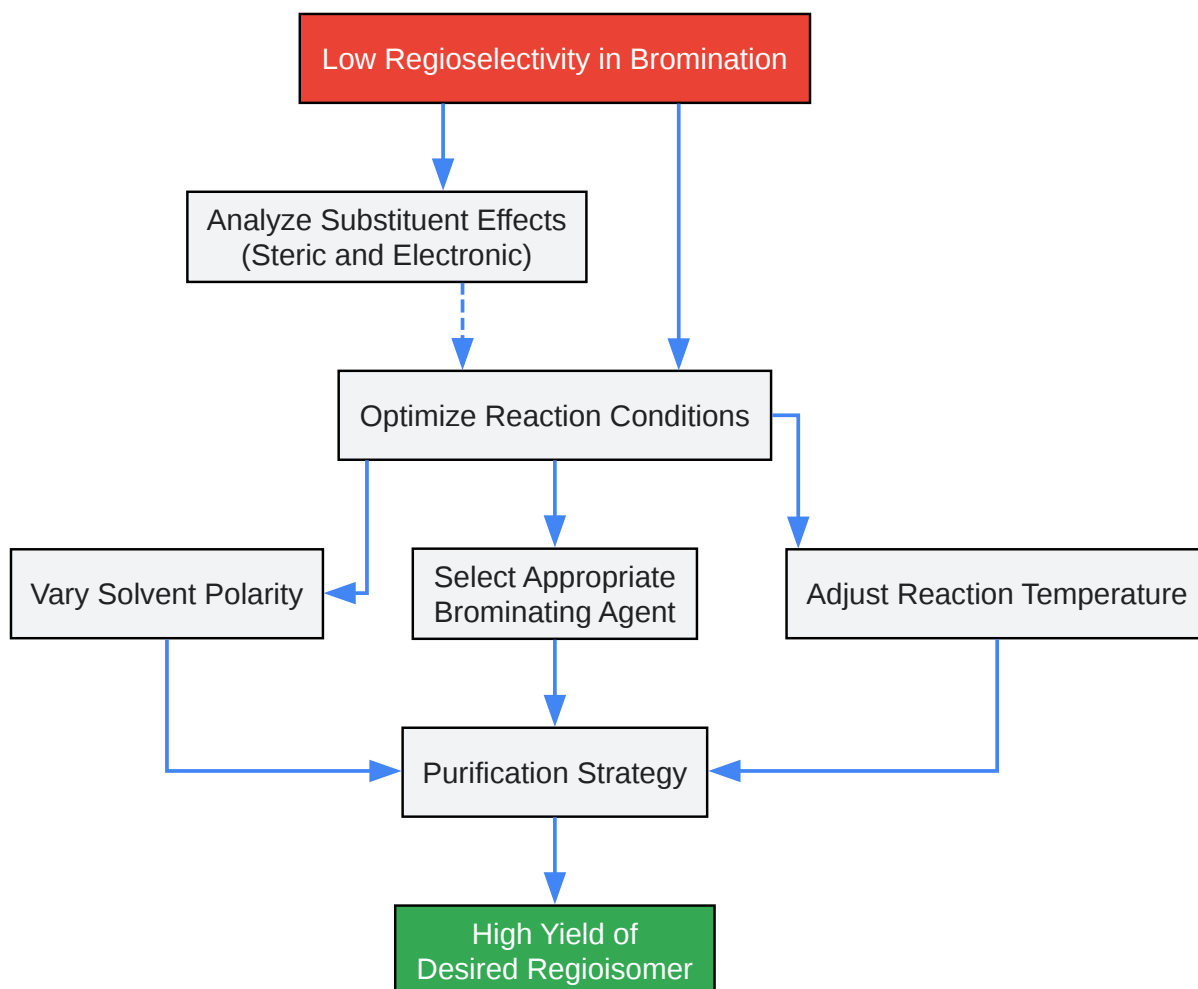 Low Regioselectivity in Bromination
Analyze Substituent Effects
(Steric and Electronic)
Optimize Reaction Conditions
Vary Solvent Polarity
Select Appropriate
Brominating Agent
Adjust Reaction Temperature
Purification Strategy
High Yield of
Desired Regioisomer